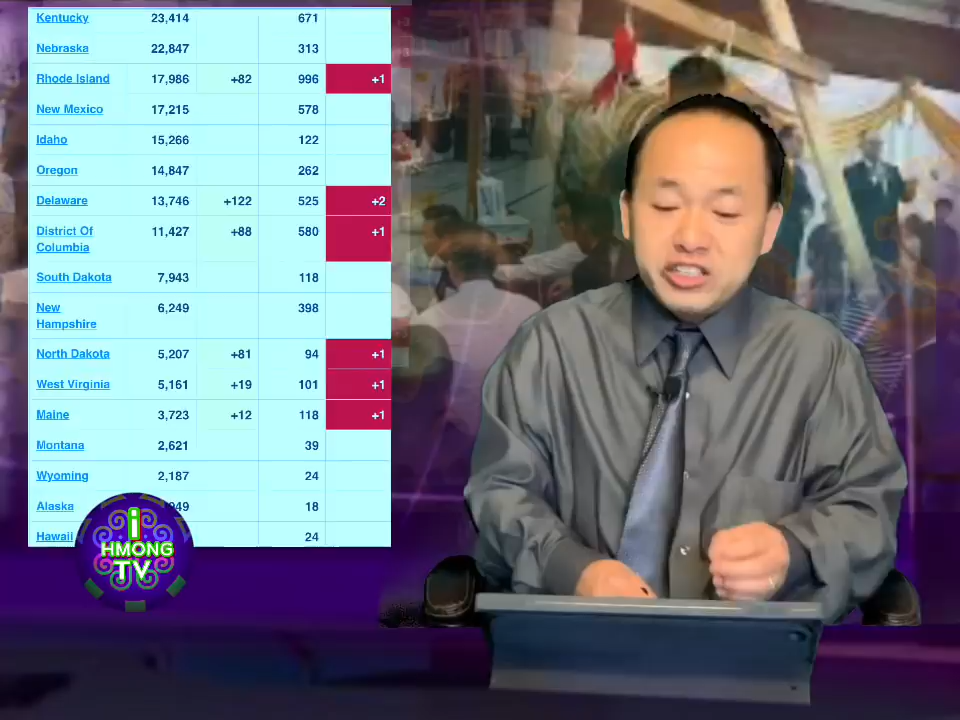 Kentucky 23,414 671
Nebraska 22,847 313
Rhode Island 17,986 +82 996 +1
New Mexico 17,215 578
Idaho 15,266 122
Oregon 14,847 262
Delaware 13,746 +122 525 +2
District Of 11,427 +88 580 +1
Columbia
South Dakota 7,943 118
New 6,249 398
Hampshire
North Dakota 5,207 +81 94 +1
West Virginia 5,161 +19 101 +1
Maine 3,723 +12 118 +1
Montana 2,621 39
Wyoming 2,187 24
Alaska 949 18
Hawaii 24
i
HMONG
TV